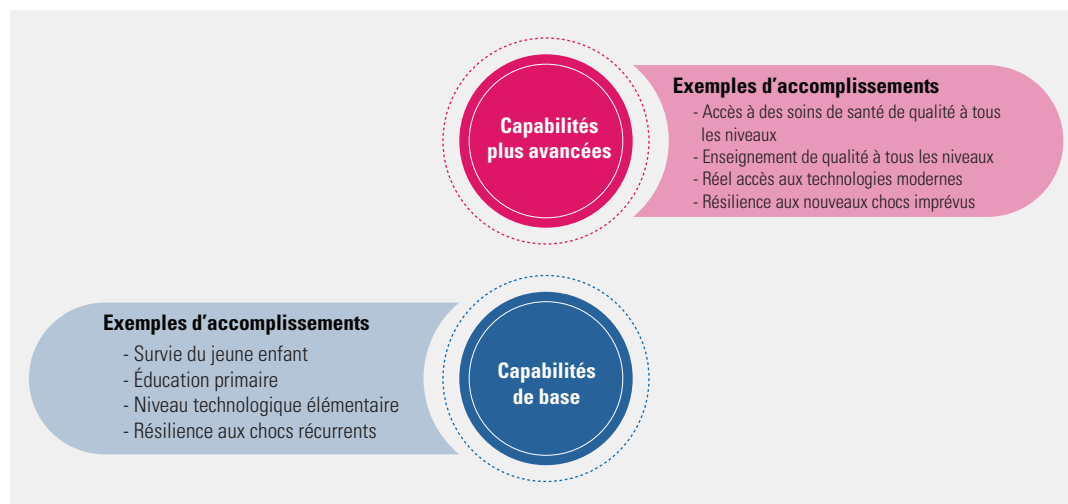 Capabilités
plus avancées
Exemples d'accomplissements
- Accès à des soins de santé de qualité à tous
les niveaux
- Enseignement de qualité à tous les niveaux
- Réel accès aux technologies modernes
- Résilience aux nouveaux chocs imprévus
Exemples d'accomplissements
- Survie du jeune enfant
- Éducation primaire
- Niveau technologique élémentaire
- Résilience aux chocs récurrents
Capabilités
de base